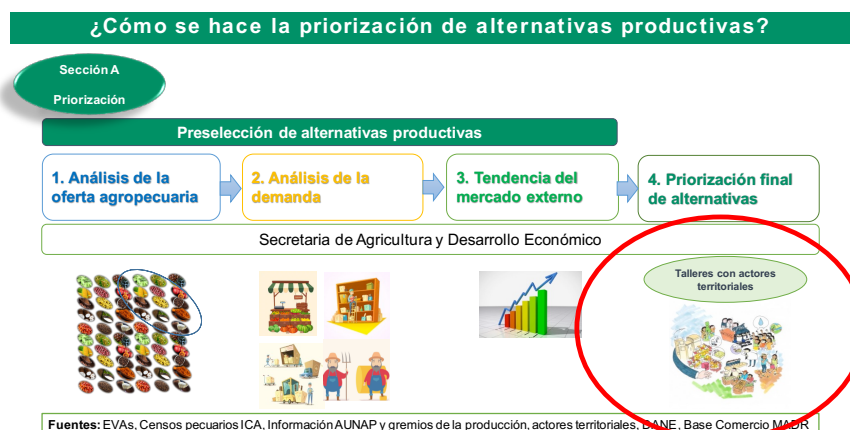 ¿Cómo se hace la priorización de alternativas productivas?
Sección A
Priorización
Preselección de alternativas productivas
1. Análisis de la
oferta agropecuaria
2. Análisis de la
demanda
3. Tendencia del
mercado externo
4. Priorización final
de alternativas
Secretaria de Agricultura y Desarrollo Económico
Talleres con actores
territoriales
Fuentes: EVAs, Censos pecuarios ICA, Información AUNAP y gremios de la producción, actores territoriales, DANE, Base Comercio MADR